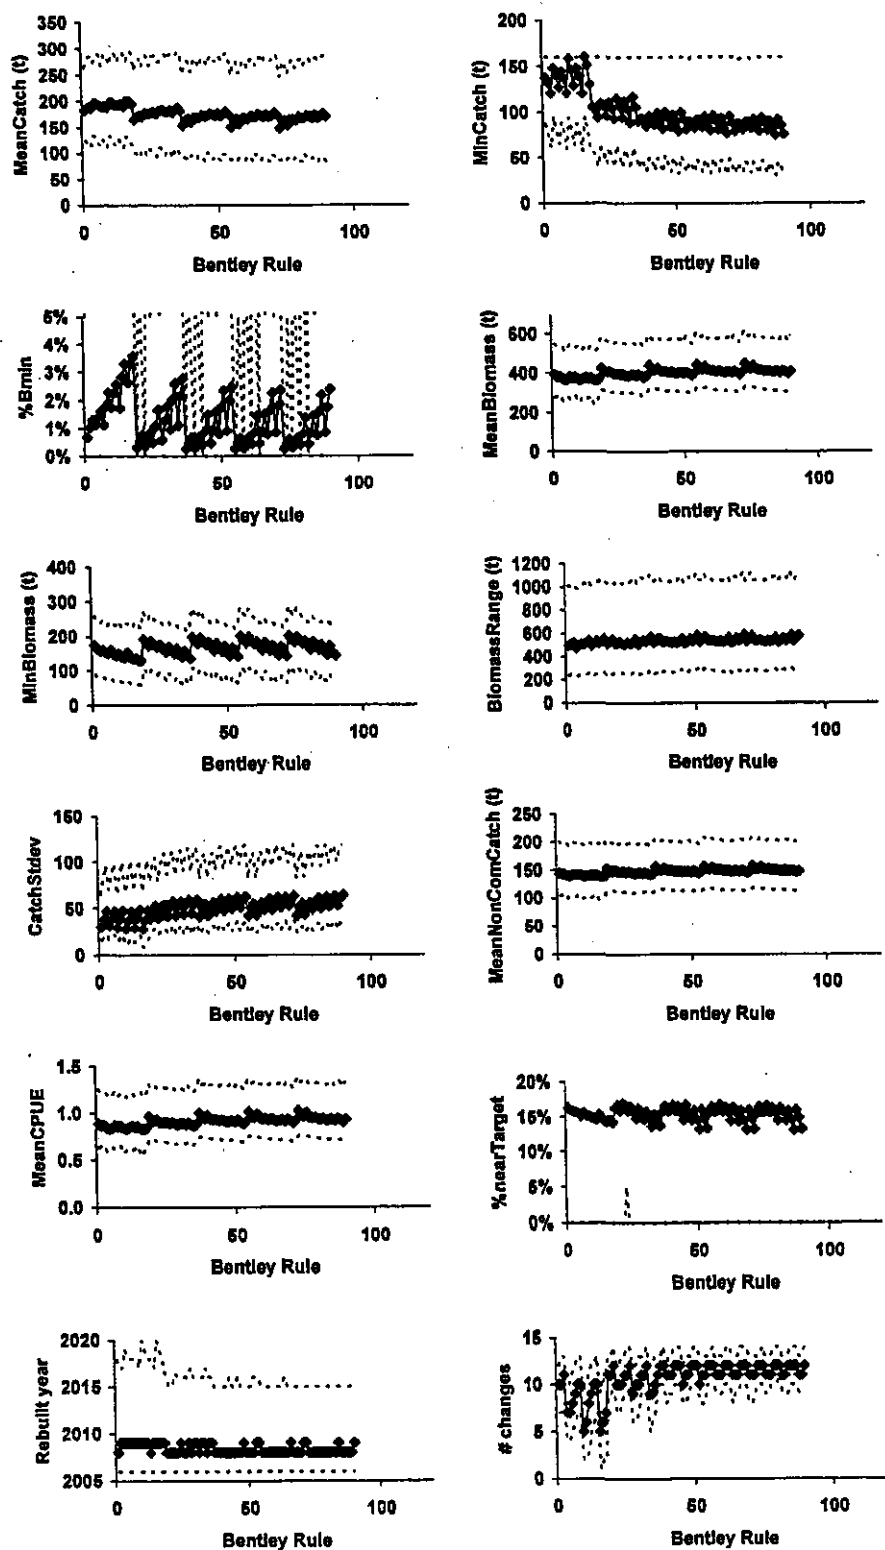 MeanCatch (t)
350
300
250
200
150
100
50
0
0 50 100
Bentley Rule
MinCatch (t)
200
150
100
50
0
0 50 100
Bentley Rule
%Bmin
5%
4%
3%
2%
1%
0%
0 50 100
Bentley Rule
MeanBiomass (t)
600
400
200
0
0 50 100
Bentley Rule
MinBiomass (t)
400
300
200
100
0
0 50 100
Bentley Rule
BiomassRange (t)
1200
1000
800
600
400
200
0
0 50 100
Bentley Rule
CatchStdev
150
100
50
0
0 50 100
Bentley Rule
MeanNonComCatch (t)
250
200
150
100
50
0
0 50 100
Bentley Rule
MeanCPUE
1.5
1.0
0.5
0.0
0 50 100
Bentley Rule
%nearTarget
20%
15%
10%
5%
0%
0 50 100
Bentley Rule
Rebuilt year
2020
2015
2010
2005
0 50 100
Bentley Rule
# changes
15
10
5
0
0 50 100
Bentley Rule